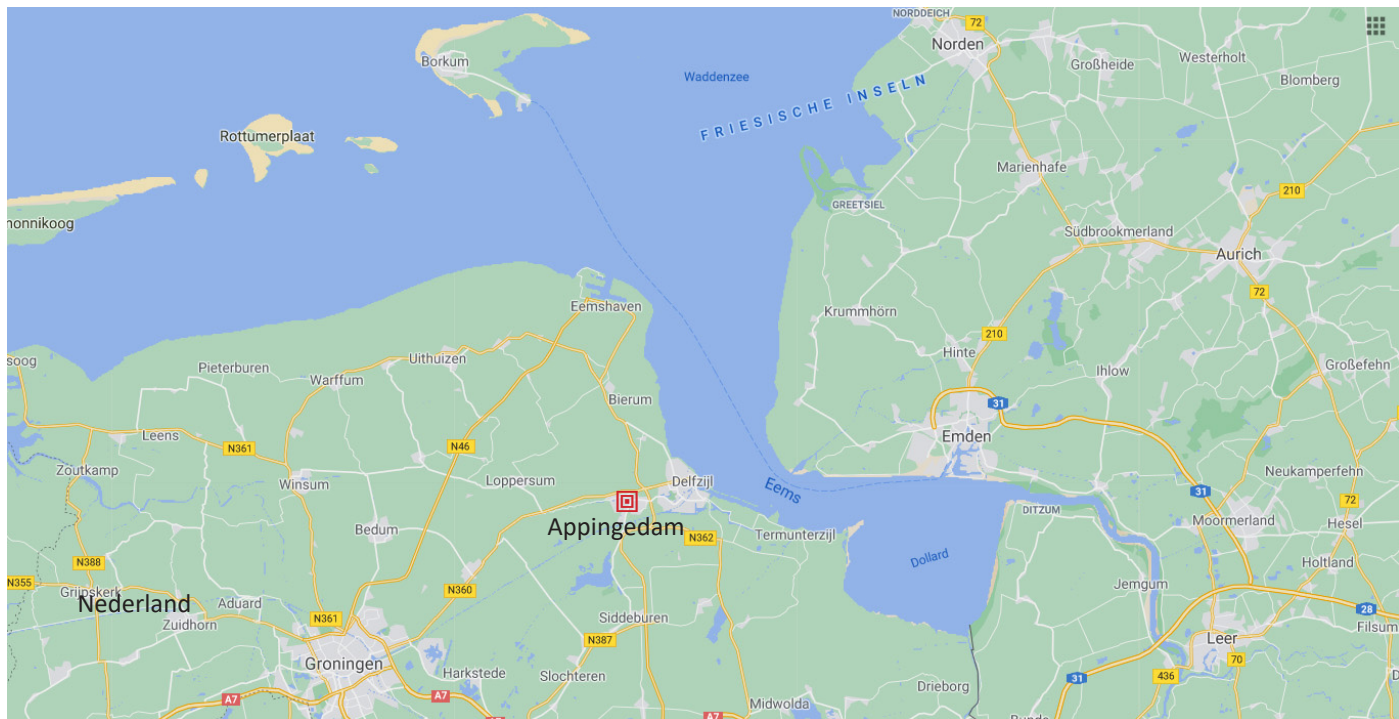 NORDDEICH
72
Norden
Westerholt
Großheide
Blomberg
Borkum
Waddenzee
FRIESISCHE INSELN
Rottumerplaat
Marienhafe
210
GREETSIEL
monnikoog
Südbrookmerland
Aurich
72
Eemshaven
Krummhörn
210
Hinte
soog
Pieterburen
Uithuizen
Warffum
Ihlow
Großefehn
Bierum
31
Leens
N361
N46
Emden
Zoutkamp
Winsum
Loppersum
Delfzijl
Eems
Neukamperfehn
31
72
Appingedam
DITZUM
Moormerland
Hesel
Bedum
N362
Termunterzijl
N388
Dollard
Holtland
N355
Grijpskerk
Nederland
Aduard
N360
Jemgum
28
N361
Zuidhorn
Siddeburen
Filsum
N387
Leer
Groningen
Harkstede
Slochteren
70
436
31
Drieborg
A7
A7
Midwolda
A7